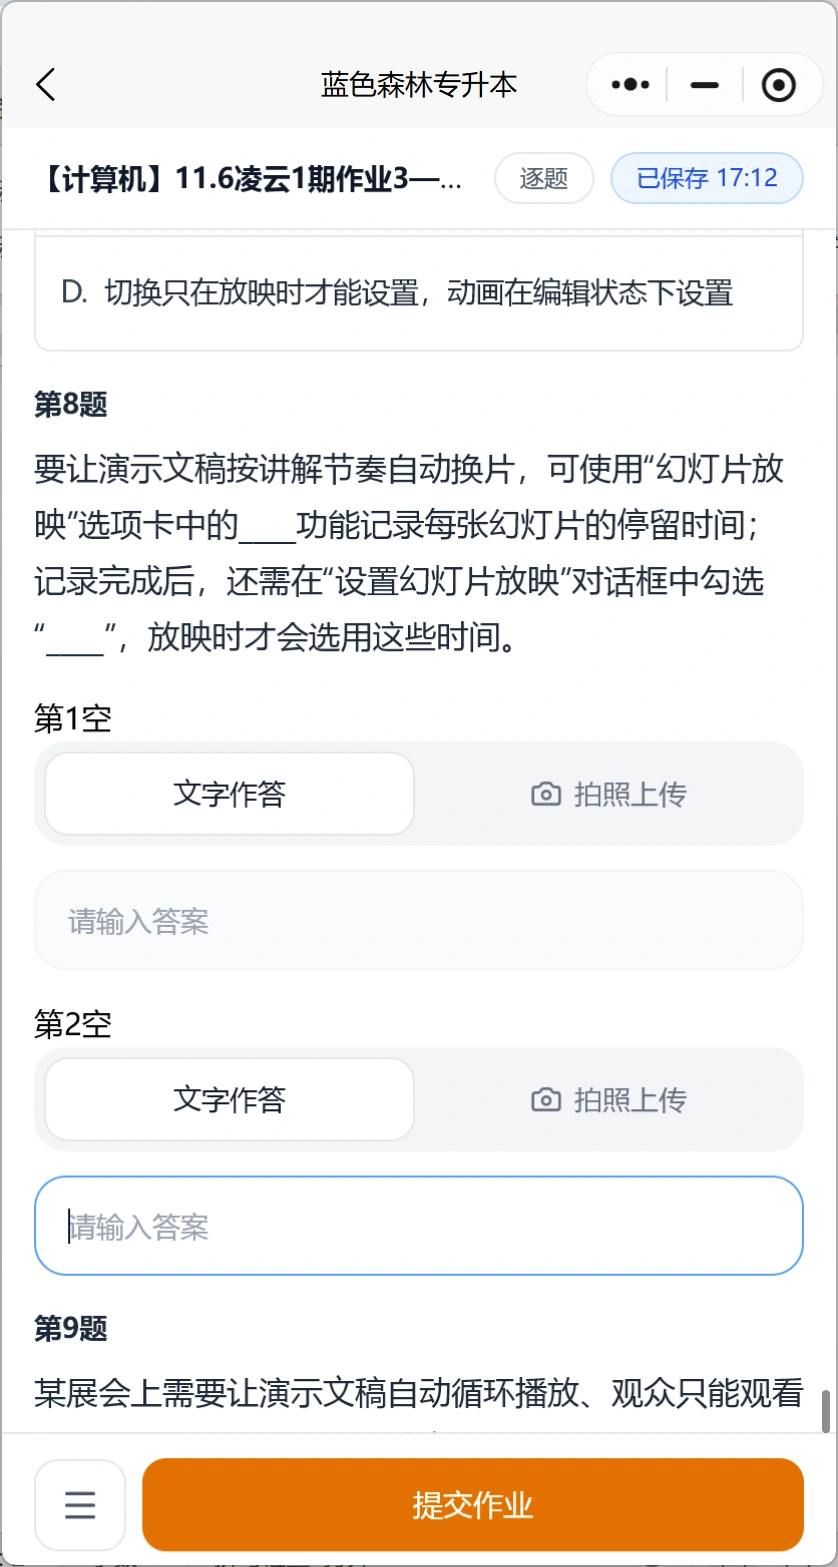 蓝色森林专升本
【计算机】11.6凌云1期作业3—...
逐题
已保存 17:12
D. 切换只在放映时才能设置，动画在编辑状态下设置
第8题
要让演示文稿按讲解节奏自动换片，可使用“幻灯片放
映”选项卡中的____功能记录每张幻灯片的停留时间；
记录完成后，还需在“设置幻灯片放映”对话框中勾选
“____”，放映时才会选用这些时间。
第1空
文字作答
拍照上传
请输入答案
第2空
文字作答
拍照上传
请输入答案
第9题
某展会上需要让演示文稿自动循环播放、观众只能观看
提交作业